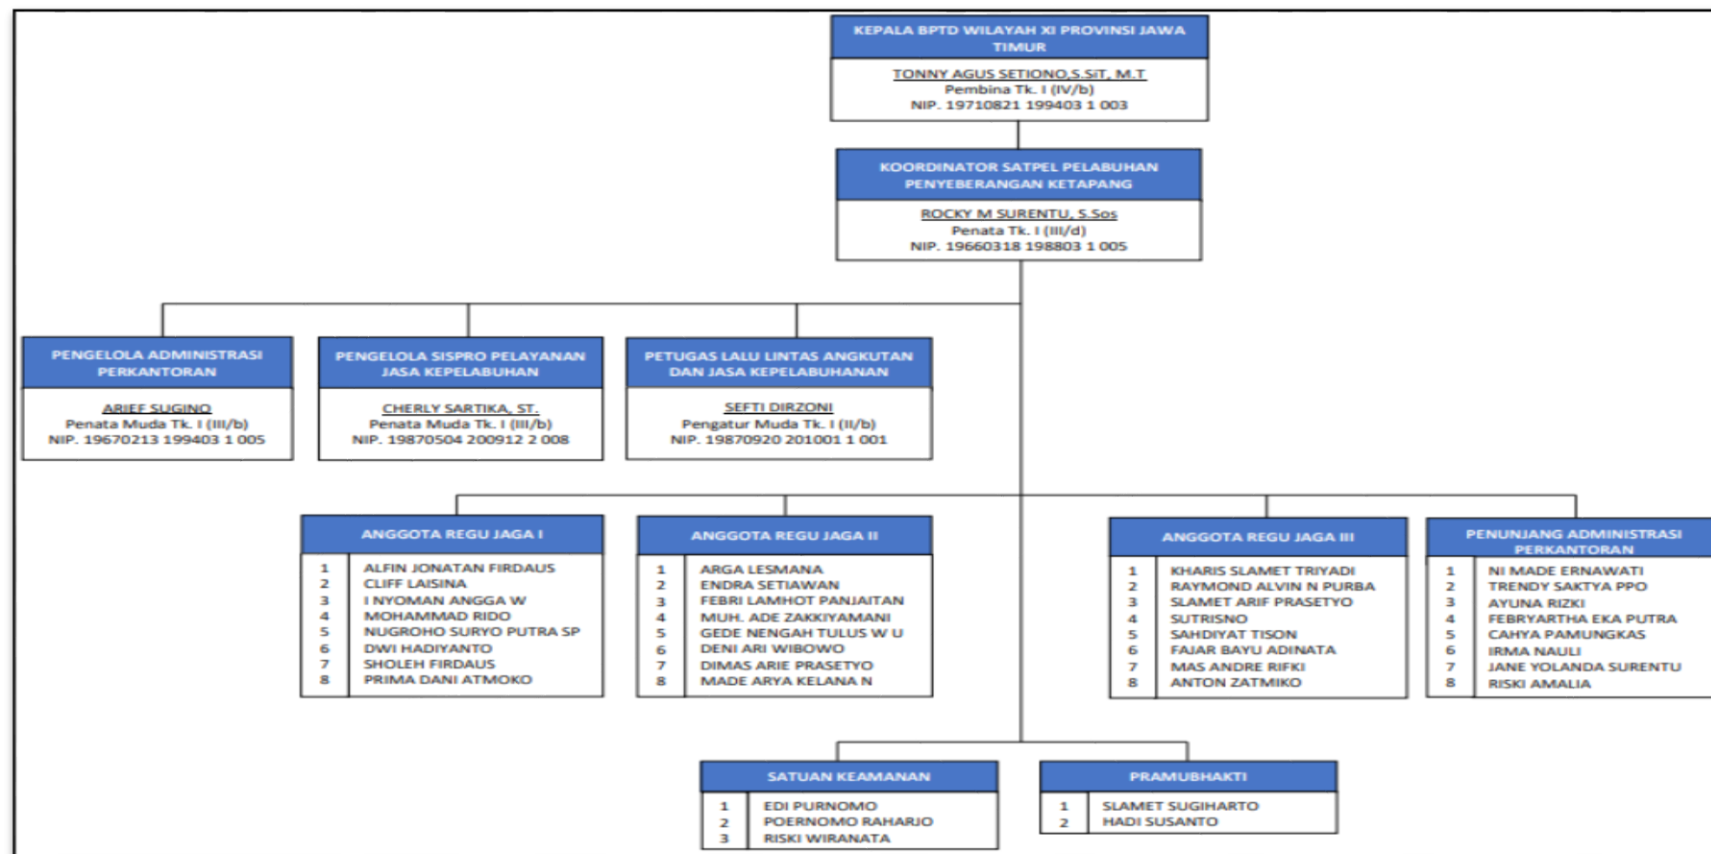 KEPALA BPTD WILAYAH XI PROVINSI JAWA
TIMUR
TONNY AGUS SETIONO,S.SiT, M.T
Pembina Tk. I (IV/b)
NIP. 19710821 199403 1 003
KOORDINATOR SATPEL PELABUHAN
PENYEBERANGAN KETAPANG
ROCKY M SURENTU, S.Sos
Penata Tk. I (III/d)
NIP. 19660318 198803 1 005
PENGELOLA ADMINISTRASI
PERKANTORAN
ARIEF SUGINO
Penata Muda Tk. I (III/b)
NIP. 19670213 199403 1 005
PENGELOLA SISPRO PELAYANAN
JASA KEPELABUHAN
CHERLY SARTIKA, ST.
Penata Muda Tk. I (III/b)
NIP. 19870504 200912 2 008
PETUGAS LALU LINTAS ANGKUTAN
DAN JASA KEPELABUHANAN
SEFTI DIRZONI
Pengatur Muda Tk. I (II/b)
NIP. 19870920 201001 1 001
ANGGOTA REGU JAGA I
1 ALFIN JONATAN FIRDAUS
2 CLIFF LAISINA
3 I NYOMAN ANGGA W
4 MOHAMMAD RIDO
5 NUGROHO SURYO PUTRA SP
6 DWI HADIYANTO
7 SHOLEH FIRDAUS
8 PRIMA DANI ATMOKO
ANGGOTA REGU JAGA II
1 ARGA LESMANA
2 ENDRA SETIAWAN
3 FEBRI LAMHOT PANJAITAN
4 MUH. ADE ZAKKIYAMANI
5 GEDE NENGAH TULUS W U
6 DENI ARI WIBOWO
7 DIMAS ARIE PRASETYO
8 MADE ARYA KELANA N
ANGGOTA REGU JAGA III
1 KHARIS SLAMET TRIYADI
2 RAYMOND ALVIN N PURBA
3 SLAMET ARIF PRASETYO
4 SUTRISNO
5 SAHDIYAT TISON
6 FAJAR BAYU ADINATA
7 MAS ANDRE RIFKI
8 ANTON ZATMIKO
PENUNJANG ADMINISTRASI
PERKANTORAN
1 NI MADE ERNAWATI
2 TRENDY SAKTYA PPO
3 AYUNA RIZKI
4 FEBRYARTHA EKA PUTRA
5 CAHYA PAMUNGKAS
6 IRMA NAULI
7 JANE YOLANDA SURENTU
8 RISKI AMALIA
SATUAN KEAMANAN
1 EDI PURNOMO
2 POERNOMO RAHARJO
3 RISKI WIRANATA
PRAMUBHAKTI
1 SLAMET SUGIHARTO
2 HADI SUSANTO